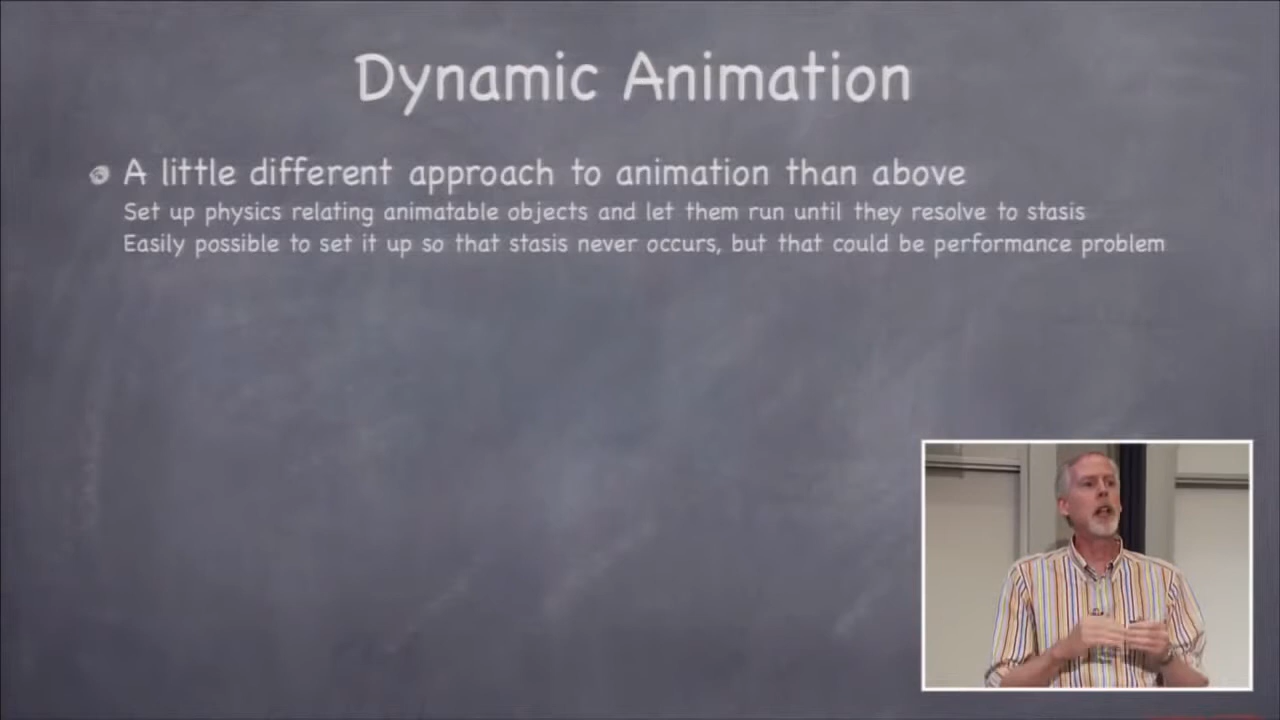 Dynamic Animation
A little different approach to animation than above
Set up physics relating animatable objects and let them run until they resolve to stasis
Easily possible to set it up so that stasis never occurs, but that could be performance problem